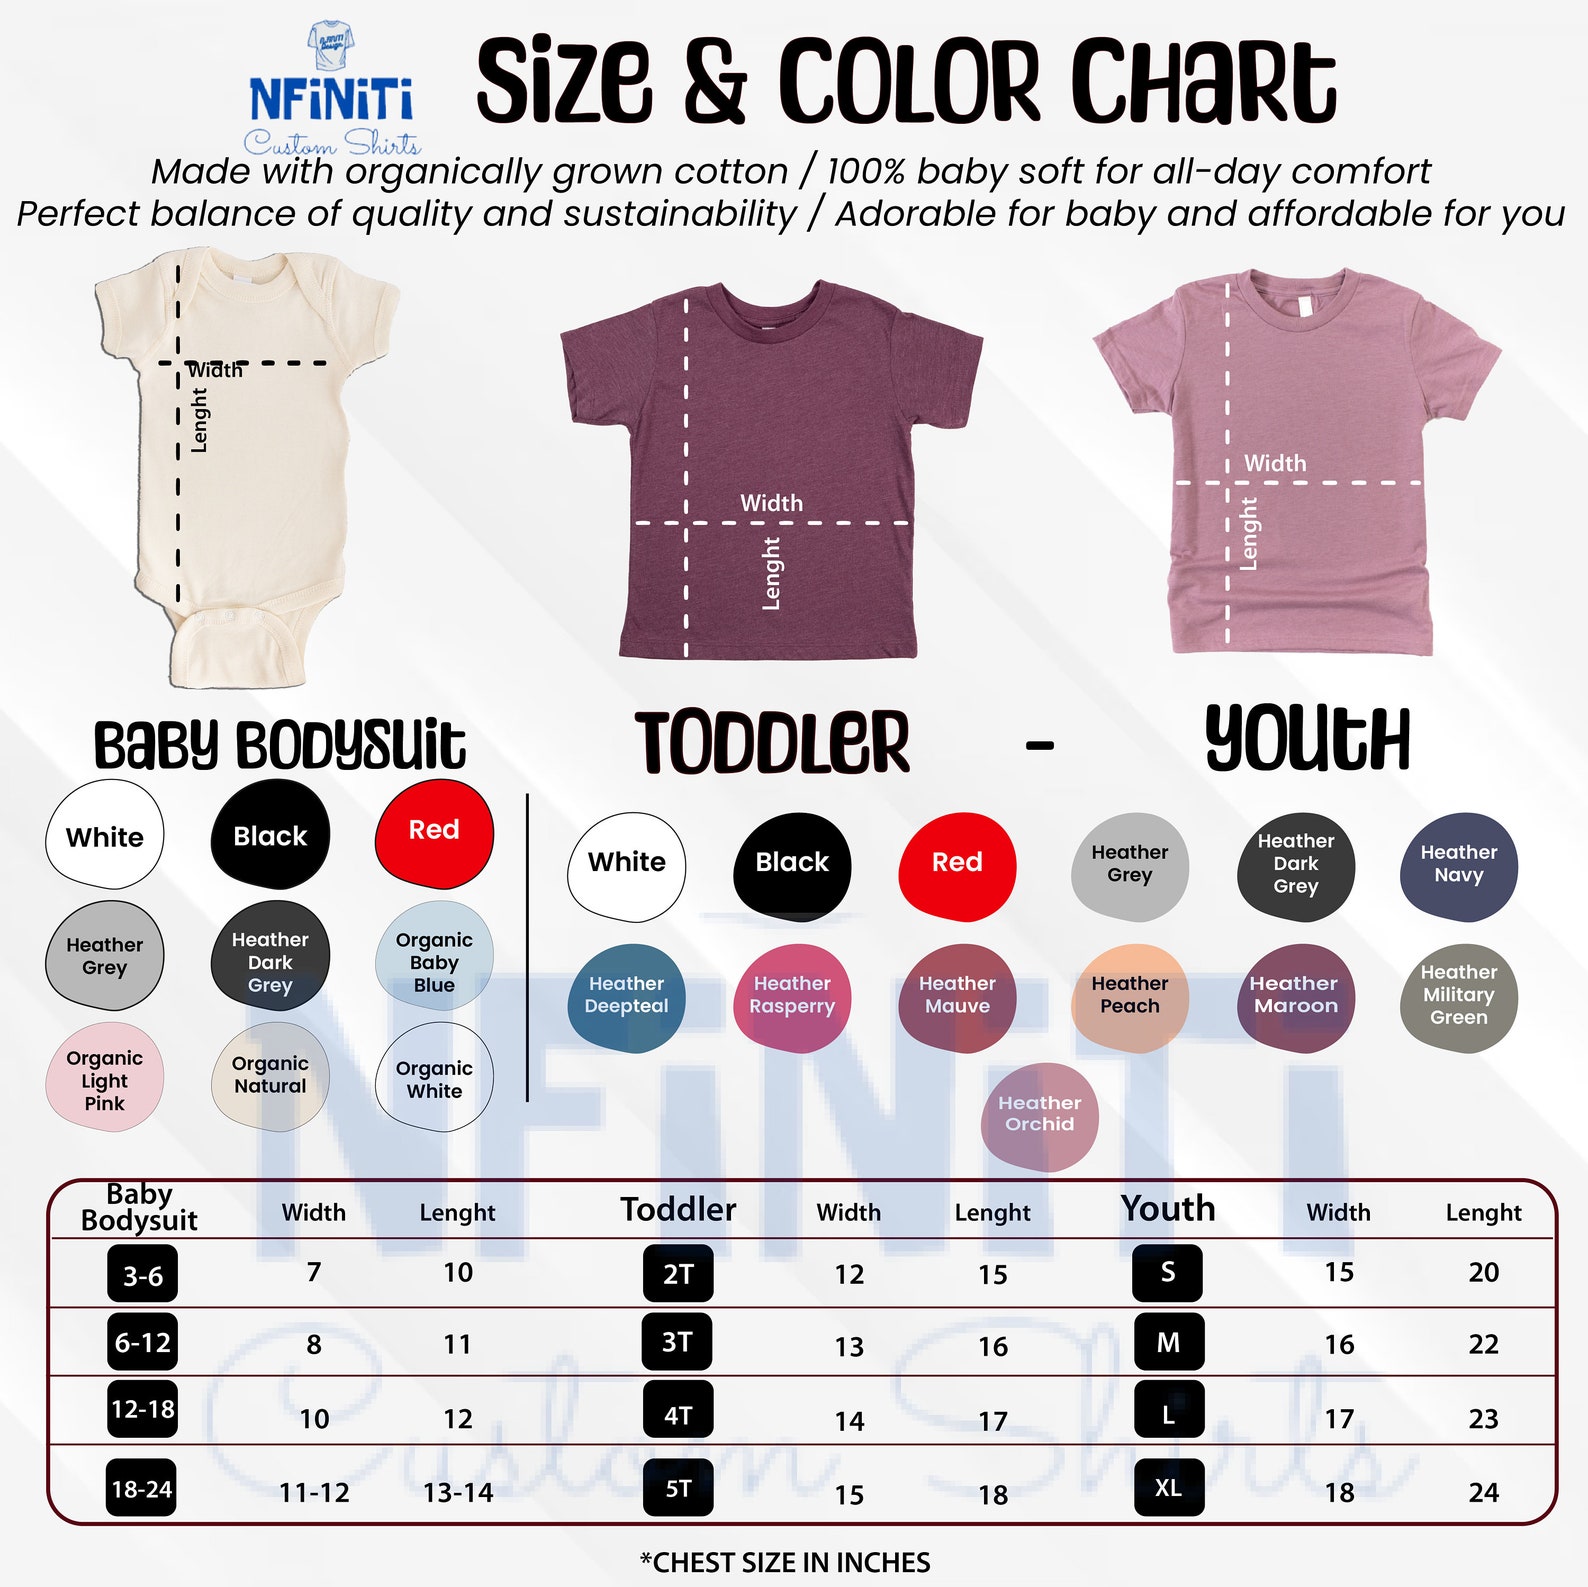 NFiNiTi
Custom Shirts
Size & COLOR Chart
Made with organically grown cotton / 100% baby soft for all-day comfort
Perfect balance of quality and sustainability / Adorable for baby and affordable for you
Width
Lenght
Width
Lenght
Width
Lenght
Baby Bodysuit
TODDLER - YOUTH
White
Black
Red
Heather
Grey
Heather
Dark
Grey
Organic
Baby
Blue
Organic
Light
Pink
Organic
Natural
Organic
White
White
Black
Red
Heather
Grey
Heather
Dark
Grey
Heather
Navy
Heather
Deepteal
Heather
Rasperry
Heather
Mauve
Heather
Peach
Heather
Maroon
Heather
Military
Green
Heather
Orchid
NFiNiTi
Custom Shirts
Baby
Bodysuit Width Lenght Toddler Width Lenght Youth Width Lenght
3-6 7 10 2T 12 15 S 15 20
6-12 8 11 3T 13 16 M 16 22
12-18 10 12 4T 14 17 L 17 23
18-24 11-12 13-14 5T 15 18 XL 18 24
*CHEST SIZE IN INCHES